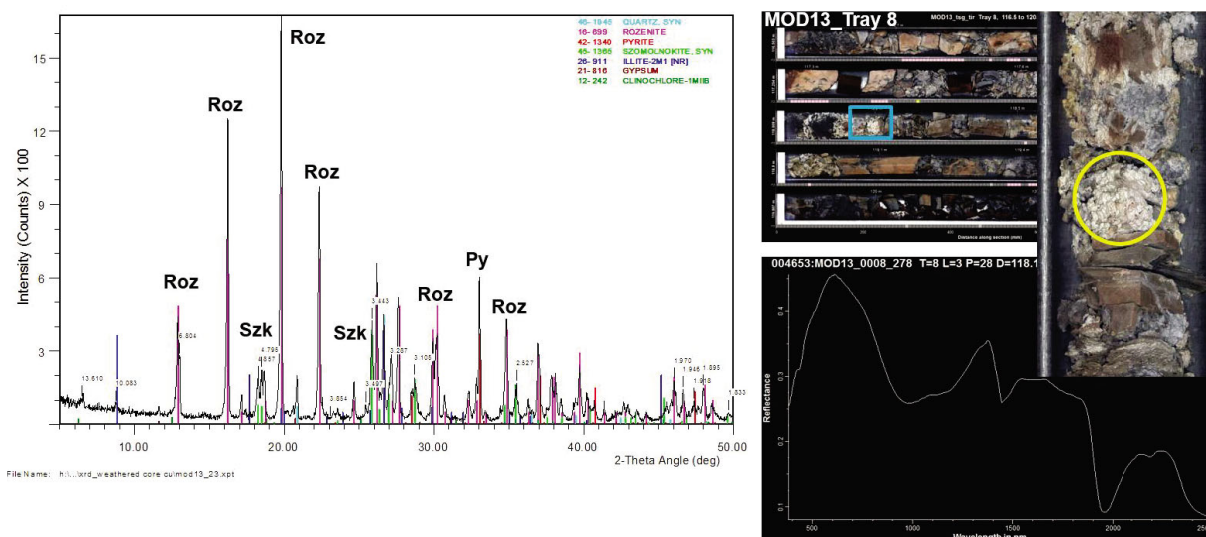 46- 1045 QUARTZ, SYN
16- 699 ROZENITE
42- 1340 PYRITE
45- 1365 SZOMOLNOKITE, SYN
26- 911 ILLITE-2M1 [NR]
21- 816 GYPSUM
12- 242 CLINOCHLORE-1MIIB
Intensity (Counts) X 100
15
12
9
6
3
Roz
Roz
Roz
Roz
Roz
Roz
Szk
Szk
Py
13.610
10.083
6.804
4.795
3.854
3.497
3.443
3.287
3.105
2.527
1.970
1.946
1.918
1.895
1.833
10.00
20.00
30.00
40.00
50.00
2-Theta Angle (deg)
File Name: h:\...\xrd_weathered core cu\mod13_23.xpt
MOD13_Tray 8
MOD13_tsg_tir Tray 8, 116.5 to 120.
Distance along section (mm)
004653:MOD13_0008_278 T=8 L=3 P=28 D=118.1
Reflectance
0.4
0.3
0.2
0.1
500
1000
1500
2000
250
Wavelength in nm